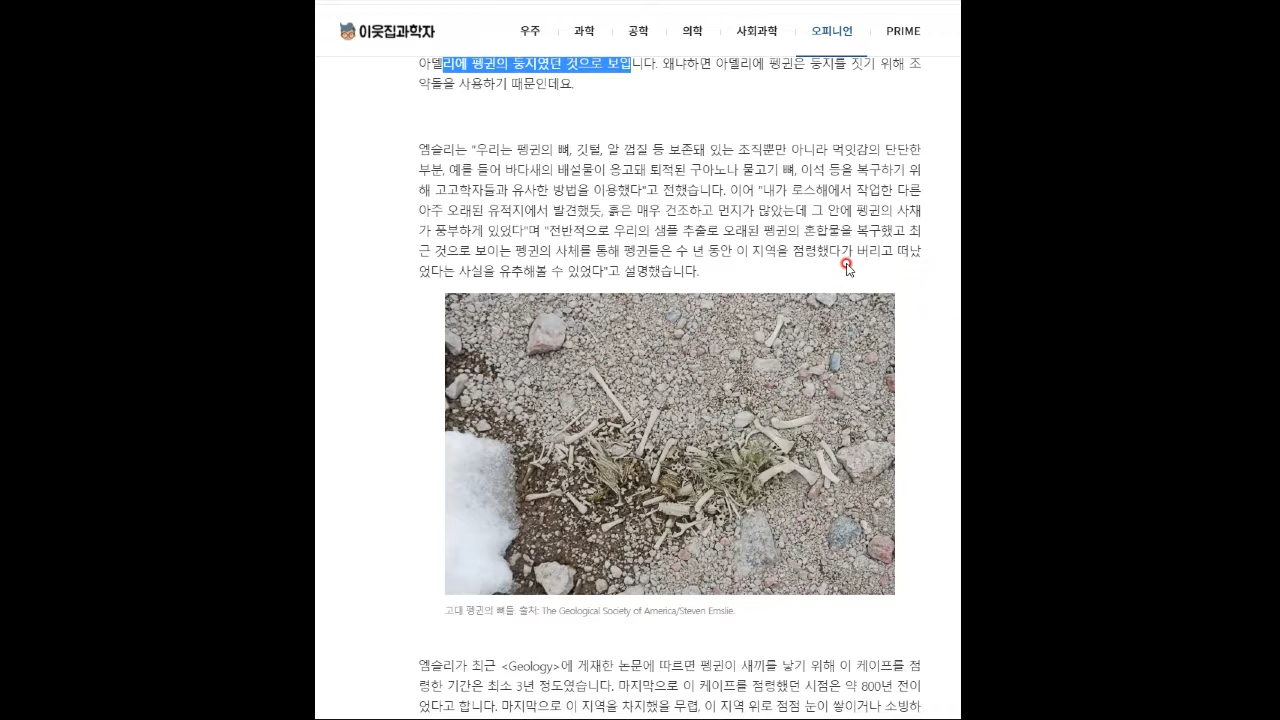 이웃집과학자
우주 과학 공학 의학 사회과학 오피니언 PRIME
아델리에 펭귄의 둥지였던 것으로 보입니다. 왜냐하면 아델리에 펭귄은 둥지를 짓기 위해 조
약돌을 사용하기 때문인데요.
엠슬리는 "우리는 펭귄의 뼈, 깃털, 알 껍질 등 보존돼 있는 조직뿐만 아니라 먹잇감의 단단한
부분, 예를 들어 바다새의 배설물이 응고돼 퇴적된 구아노나 물고기 뼈, 이석 등을 복구하기 위
해 고고학자들과 유사한 방법을 이용했다"고 전했습니다. 이어 "내가 로스해에서 작업한 다른
아주 오래된 유적지에서 발견했듯, 흙은 매우 건조하고 먼지가 많았는데 그 안에 펭귄의 사채
가 풍부하게 있었다"며 "전반적으로 우리의 샘플 추출로 오래된 펭귄의 혼합물을 복구했고 최
근 것으로 보이는 펭귄의 사체를 통해 펭귄들은 수 년 동안 이 지역을 점령했다가 버리고 떠났
었다는 사실을 유추해볼 수 있었다"고 설명했습니다.
고대 펭귄의 뼈들. 출처: The Geological Society of America/Steven Emslie.
엠슬리가 최근 <Geology>에 게재한 논문에 따르면 펭귄이 새끼를 낳기 위해 이 케이프를 점
령한 기간은 최소 3년 정도였습니다. 마지막으로 이 케이프를 점령했던 시점은 약 800년 전이
었다고 합니다. 마지막으로 이 지역을 차지했을 무렵, 이 지역 위로 점점 눈이 쌓이거나 소빙하